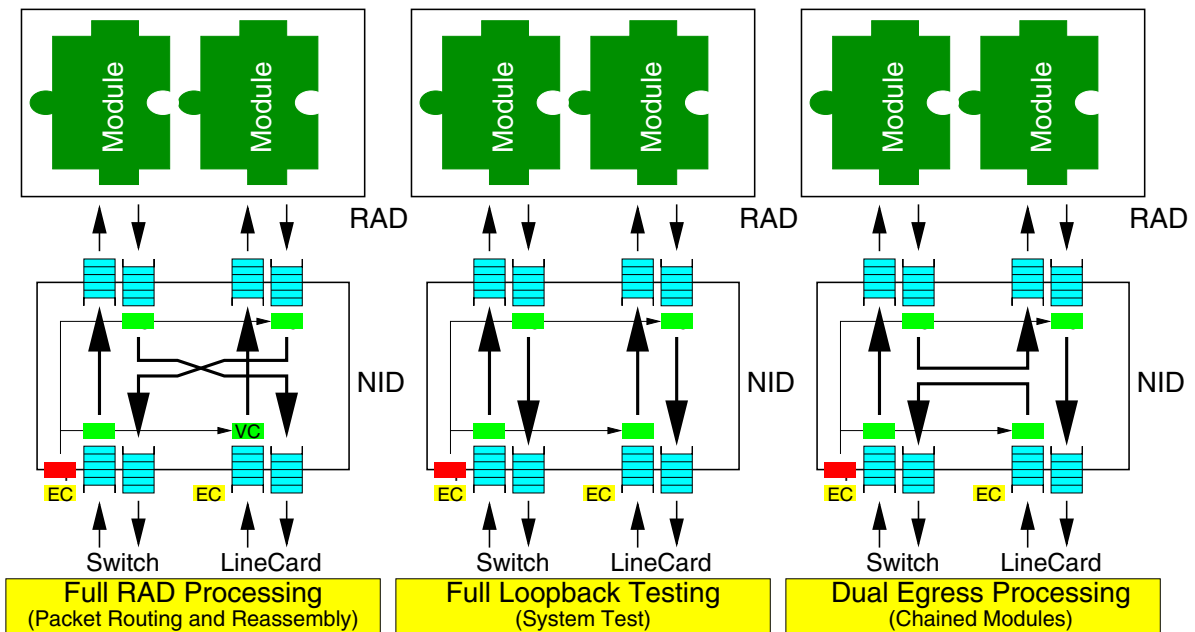 Module
Module
RAD
NID
VC
EC
EC
Switch
LineCard
Full RAD Processing
(Packet Routing and Reassembly)
Module
Module
RAD
NID
EC
EC
Switch
LineCard
Full Loopback Testing
(System Test)
Module
Module
RAD
NID
EC
EC
Switch
LineCard
Dual Egress Processing
(Chained Modules)